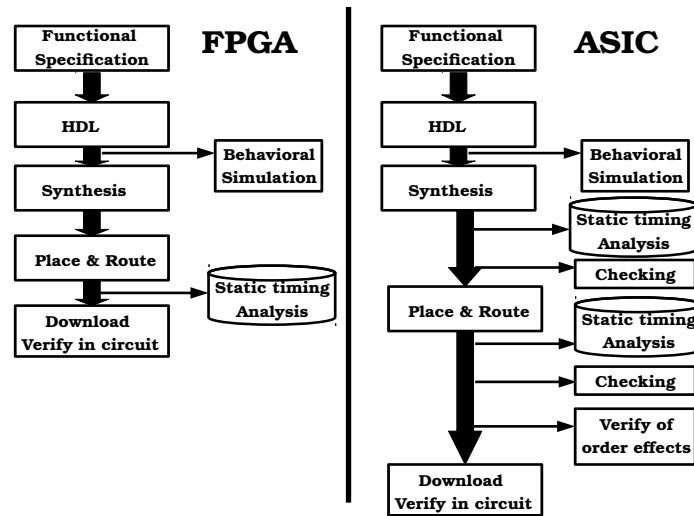 FPGA
Functional
Specification
HDL
Behavioral
Simulation
Synthesis
Place & Route
Static timing
Analysis
Download
Verify in circuit
ASIC
Functional
Specification
HDL
Behavioral
Simulation
Synthesis
Static timing
Analysis
Checking
Place & Route
Static timing
Analysis
Checking
Verify of
order effects
Download
Verify in circuit